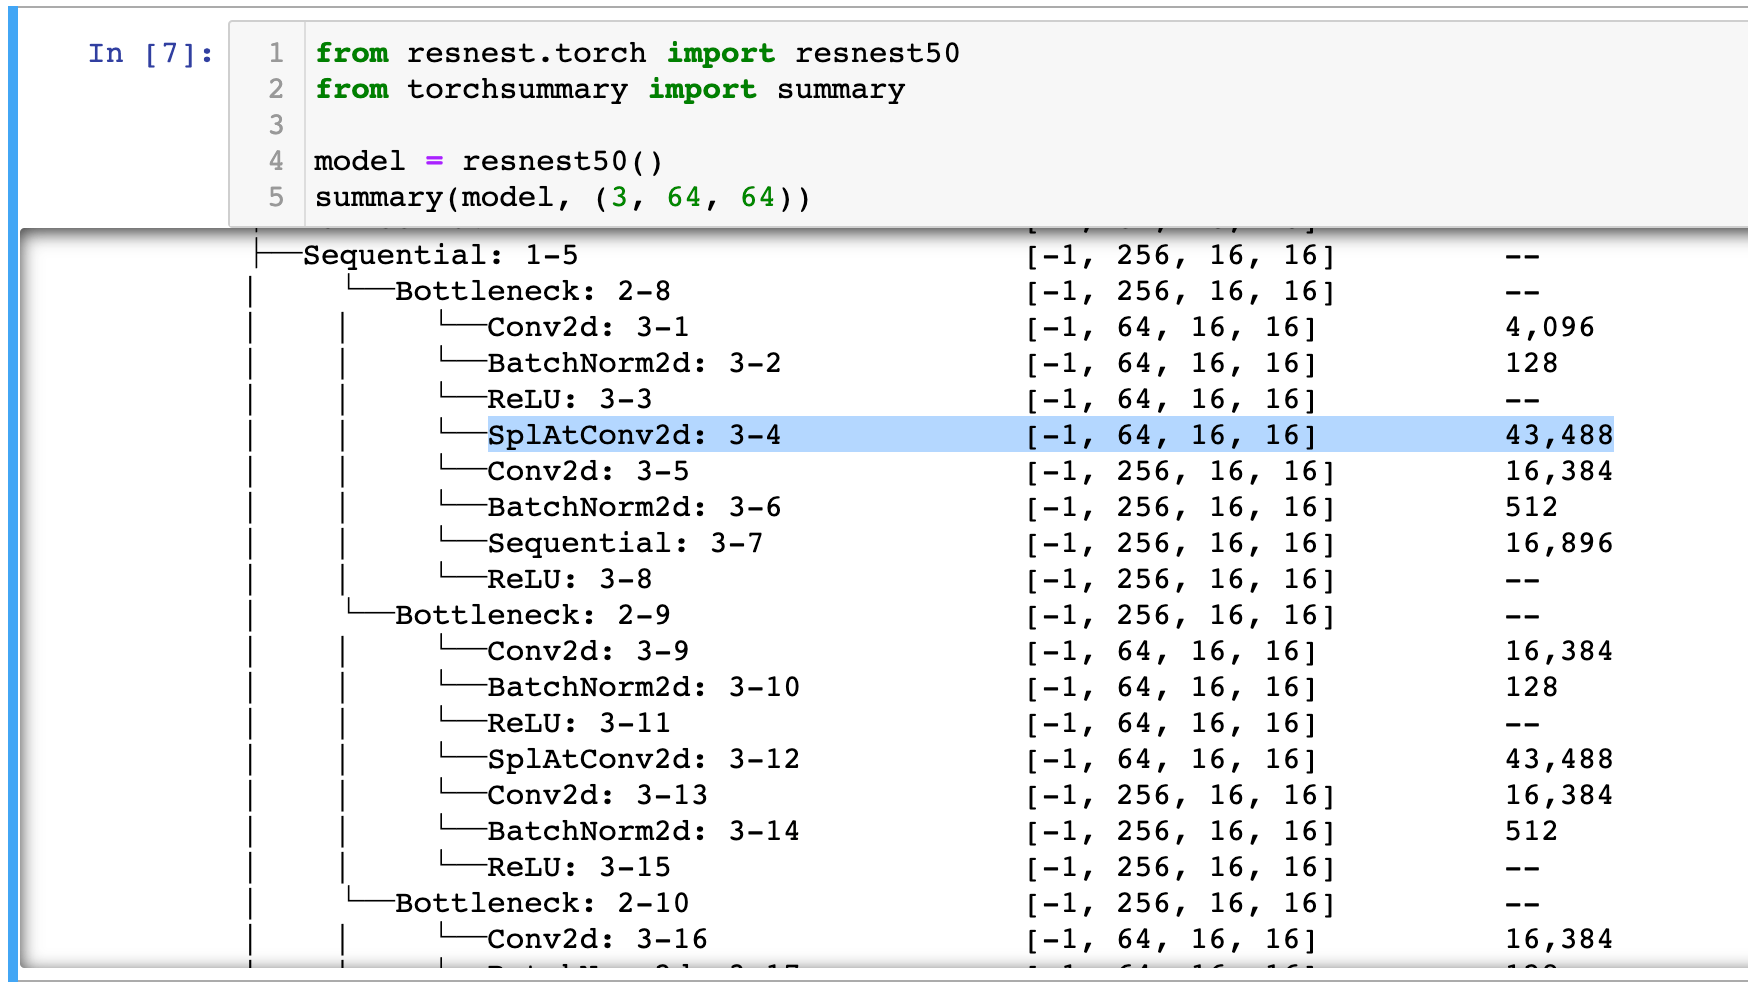 In [7]:
1 from resnest.torch import resnest50
2 from torchsummary import summary
3
4 model = resnest50()
5 summary(model, (3, 64, 64))
├──Sequential: 1-5 [-1, 256, 16, 16] --
| └──Bottleneck: 2-8 [-1, 256, 16, 16] --
| | └──Conv2d: 3-1 [-1, 64, 16, 16] 4,096
| | └──BatchNorm2d: 3-2 [-1, 64, 16, 16] 128
| | └──ReLU: 3-3 [-1, 64, 16, 16] --
| | └──SplAtConv2d: 3-4 [-1, 64, 16, 16] 43,488
| | └──Conv2d: 3-5 [-1, 256, 16, 16] 16,384
| | └──BatchNorm2d: 3-6 [-1, 256, 16, 16] 512
| | └──Sequential: 3-7 [-1, 256, 16, 16] 16,896
| | └──ReLU: 3-8 [-1, 256, 16, 16] --
| └──Bottleneck: 2-9 [-1, 256, 16, 16] --
| | └──Conv2d: 3-9 [-1, 64, 16, 16] 16,384
| | └──BatchNorm2d: 3-10 [-1, 64, 16, 16] 128
| | └──ReLU: 3-11 [-1, 64, 16, 16] --
| | └──SplAtConv2d: 3-12 [-1, 64, 16, 16] 43,488
| | └──Conv2d: 3-13 [-1, 256, 16, 16] 16,384
| | └──BatchNorm2d: 3-14 [-1, 256, 16, 16] 512
| | └──ReLU: 3-15 [-1, 256, 16, 16] --
| └──Bottleneck: 2-10 [-1, 256, 16, 16] --
| | └──Conv2d: 3-16 [-1, 64, 16, 16] 16,384